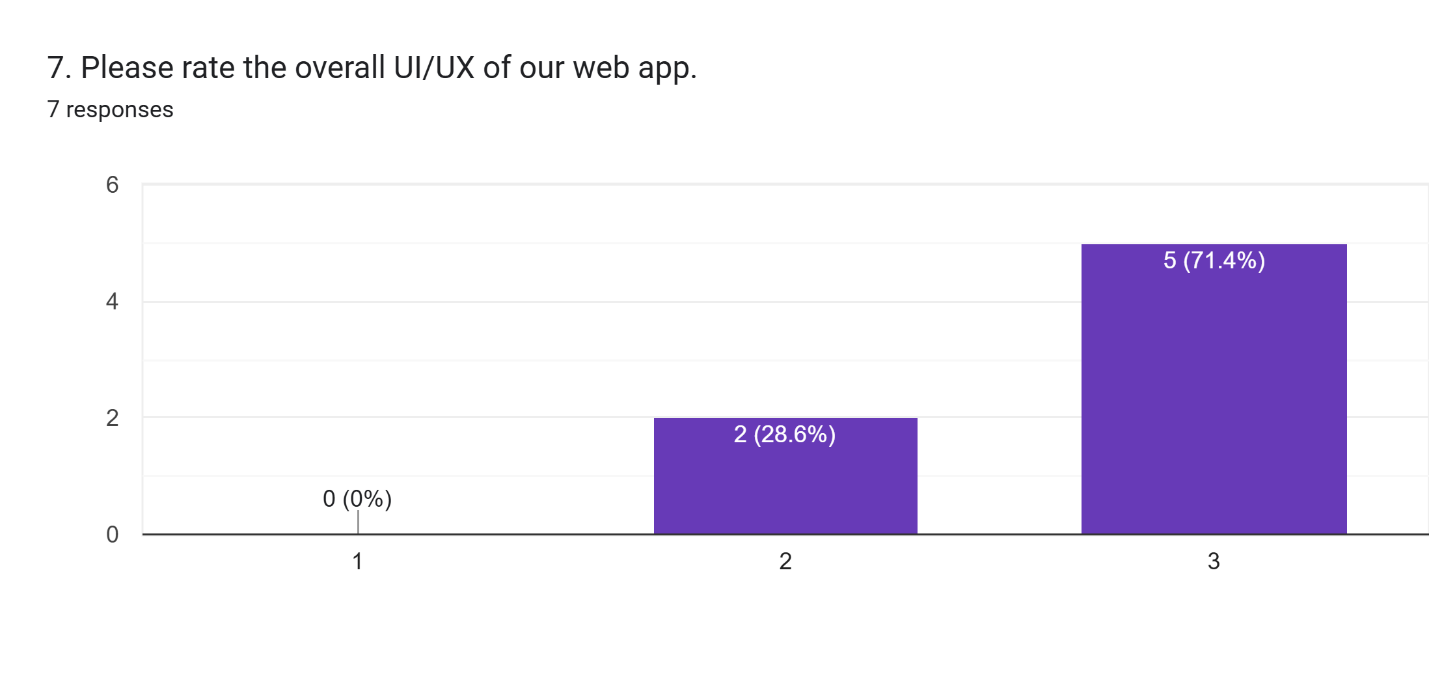 7. Please rate the overall UI/UX of our web app.
7 responses
6
5 (71.4%)
4
2
2 (28.6%)
0 (0%)
0
1 2 3